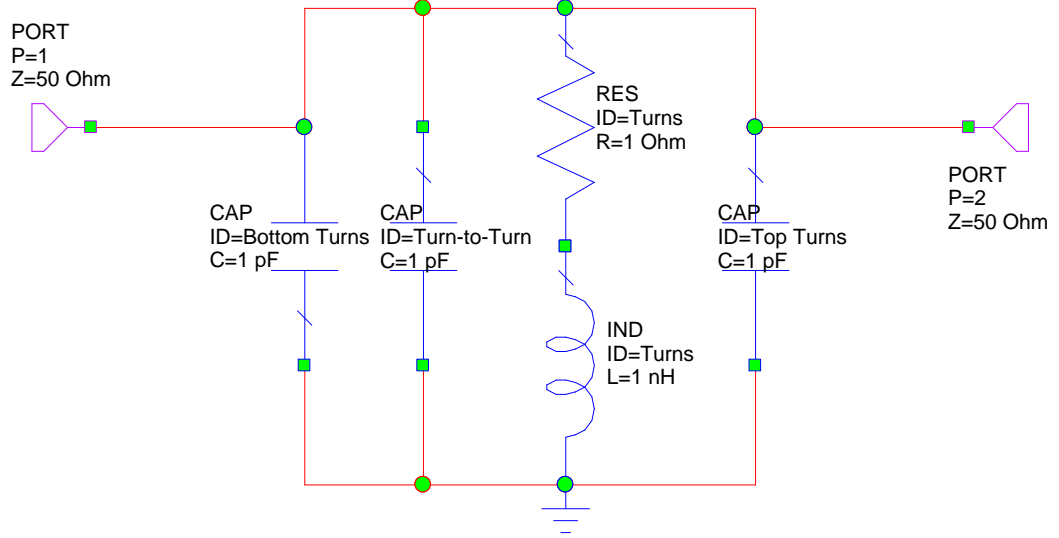 PORT
P=1
Z=50 Ohm
RES
ID=Turns
R=1 Ohm
CAP
ID=Bottom Turns
C=1 pF
CAP
ID=Turn-to-Turn
C=1 pF
CAP
ID=Top Turns
C=1 pF
PORT
P=2
Z=50 Ohm
IND
ID=Turns
L=1 nH